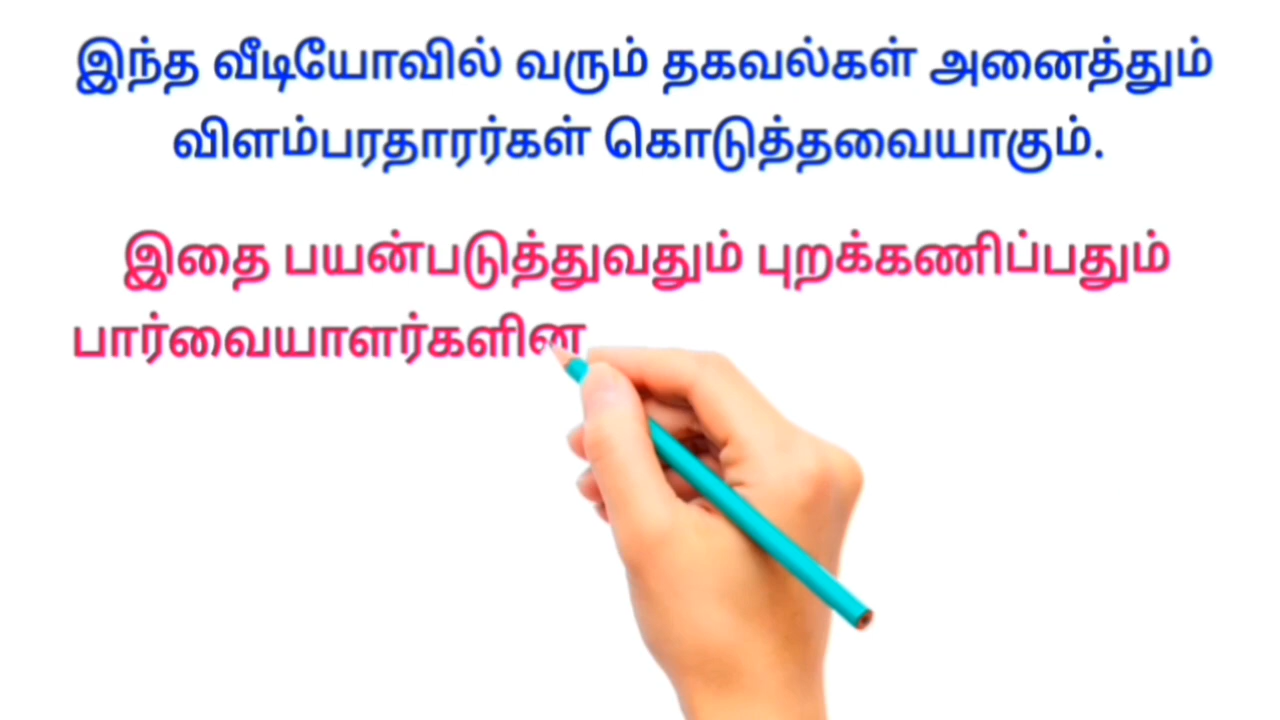 இந்த வீடியோவில் வரும் தகவல்கள் அனைத்தும்
விளம்பரதாரர்கள் கொடுத்தவையாகும்.
இதை பயன்படுத்துவதும் புறக்கணிப்பதும்
பார்வையாளர்களின